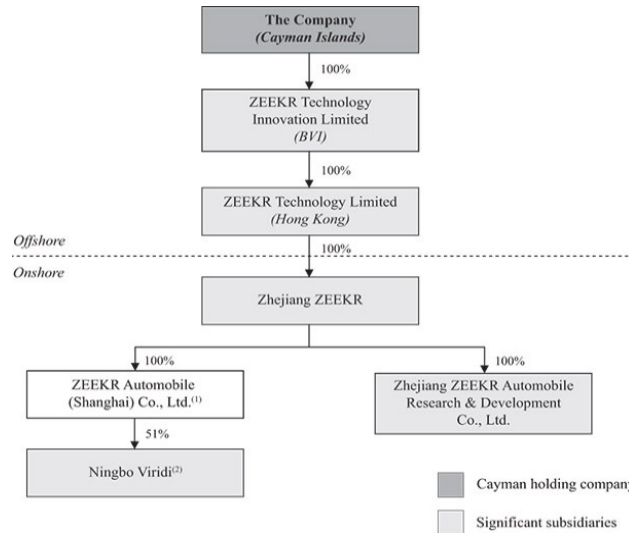 The Company
(Cayman Islands)
100%
ZEEKR Technology
Innovation Limited
(BVI)
100%
ZEEKR Technology Limited
(Hong Kong)
Offshore
100%
Onshore
Zhejiang ZEEKR
100%
100%
ZEEKR Automobile
(Shanghai) Co., Ltd.(1)
Zhejiang ZEEKR Automobile
Research & Development
Co., Ltd.
51%
Ningbo Viridi(2)
Cayman holding company
Significant subsidiaries